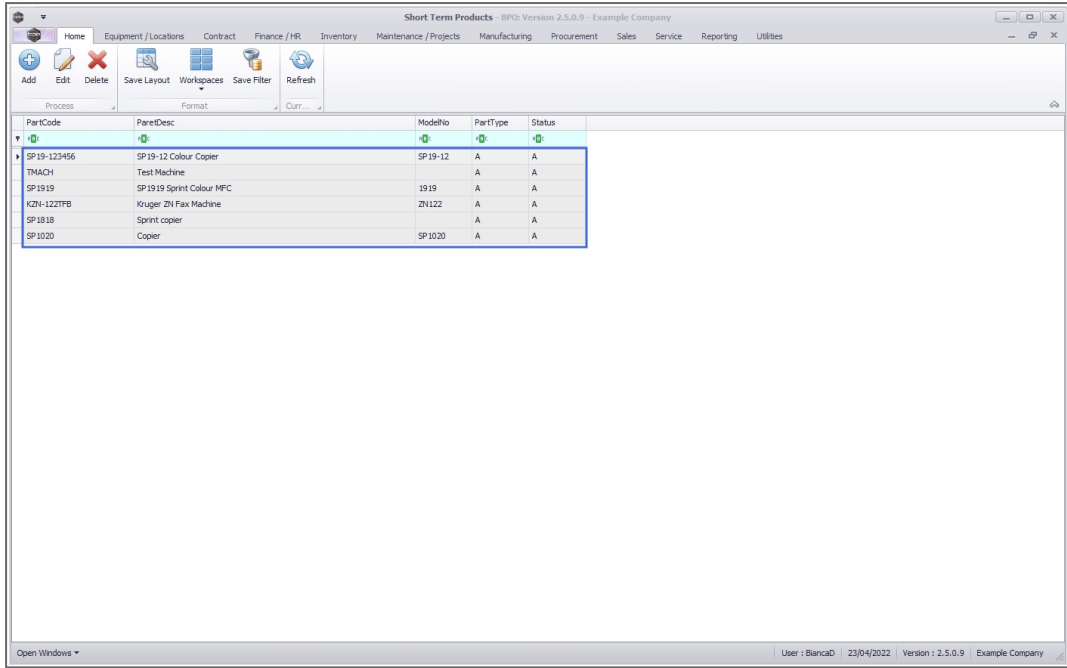 Short Term Products - BPO: Version 2.5.0.9 - Example Company
Home Equipment / Locations Contract Finance / HR Inventory Maintenance / Projects Manufacturing Procurement Sales Service Reporting Utilities
Add Edit Delete Save Layout Workspaces Save Filter Refresh
Process Format Curr...
PartCode ParetDesc ModelNo PartType Status
SP19-123456 SP19-12 Colour Copier SP19-12 A A
TMACH Test Machine A A
SP1919 SP1919 Sprint Colour MFC 1919 A A
KZN-122TFB Kruger ZN Fax Machine ZN122 A A
SP1818 Sprint copier A A
SP1020 Copier SP1020 A A
Open Windows User : BiancaD 23/04/2022 Version : 2.5.0.9 Example Company